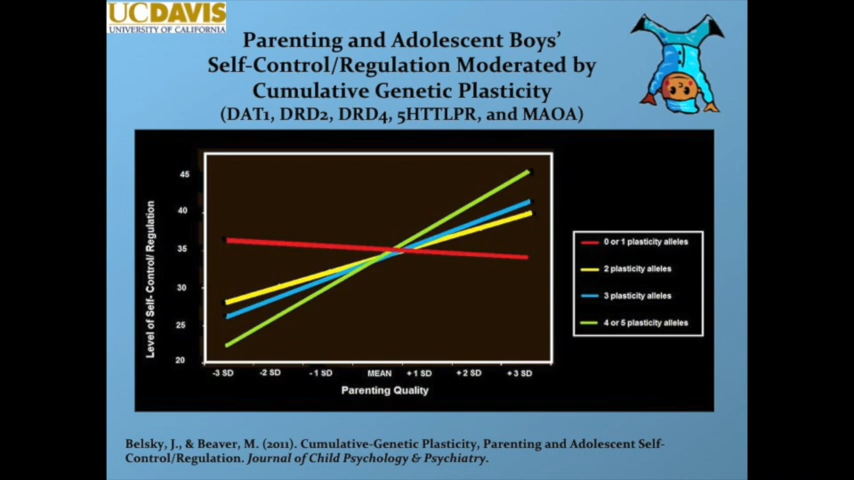 UCDAVIS
UNIVERSITY OF CALIFORNIA
Parenting and Adolescent Boys'
Self-Control/Regulation Moderated by
Cumulative Genetic Plasticity
(DAT1, DRD2, DRD4, 5HTTLPR, and MAOA)
Level of Self- Control/ Regulation
45
40
35
30
25
20
-3 SD -2 SD - 1 SD MEAN + 1 SD + 2 SD + 3 SD
Parenting Quality
0 or 1 plasticity alleles
2 plasticity alleles
3 plasticity alleles
4 or 5 plasticity alleles
Belsky, J., & Beaver, M. (2011). Cumulative-Genetic Plasticity, Parenting and Adolescent Self-
Control/Regulation. Journal of Child Psychology & Psychiatry.